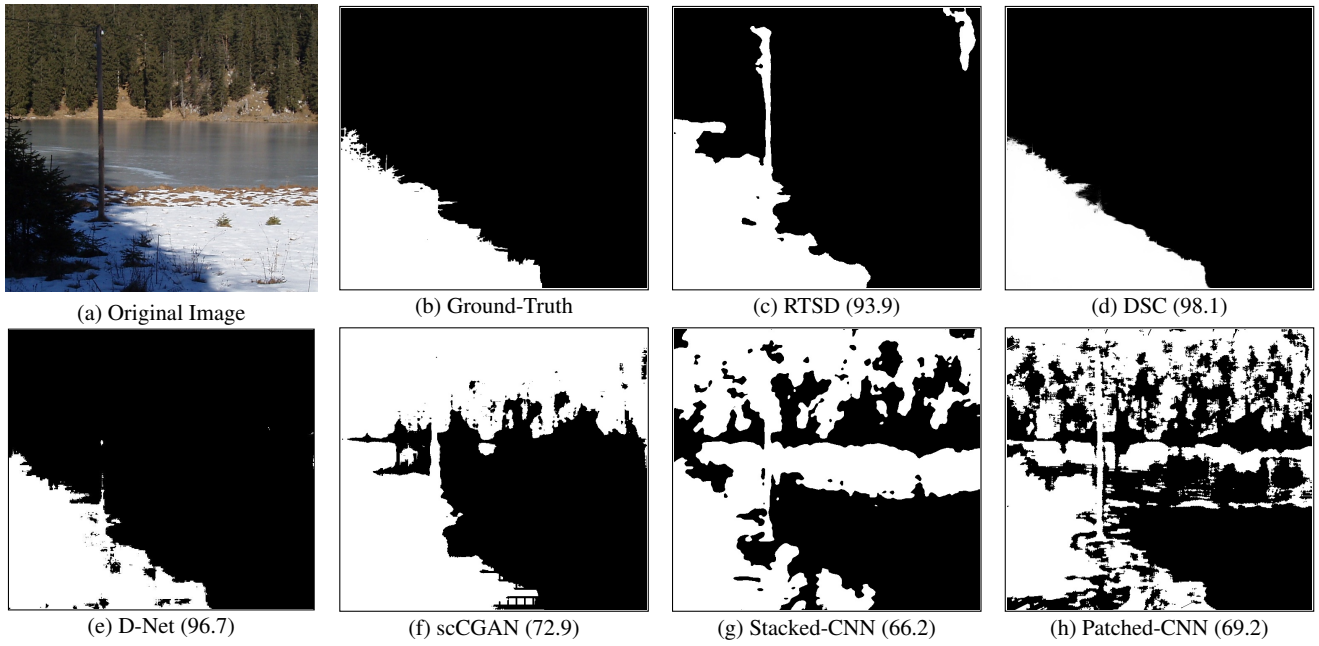 (a) Original Image
(b) Ground-Truth
(c) RTSD (93.9)
(d) DSC (98.1)
(e) D-Net (96.7)
(f) scCGAN (72.9)
(g) Stacked-CNN (66.2)
(h) Patched-CNN (69.2)